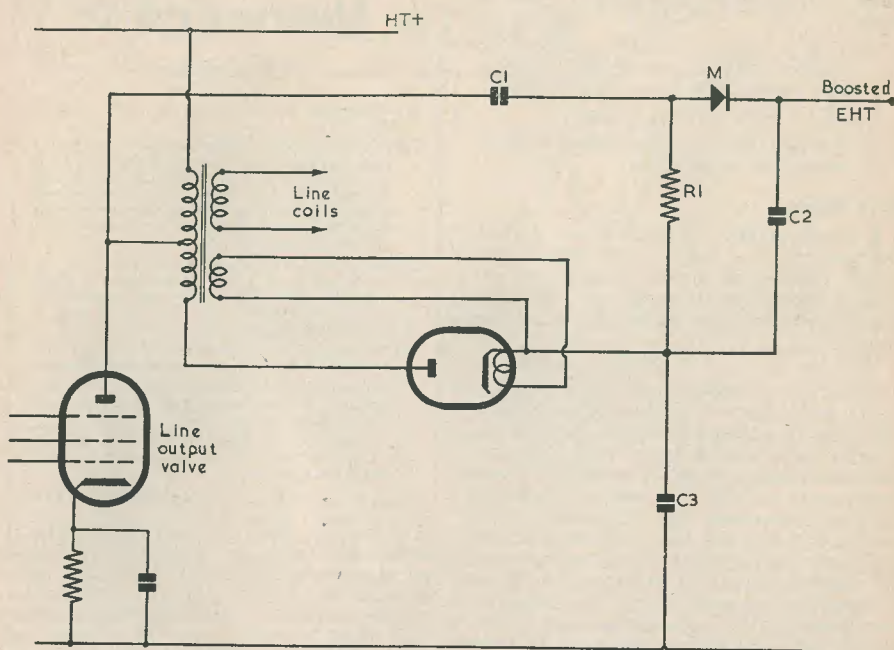 HT+
C1
M
Boosted
EHT
Line
coils
R1
C2
Line
output
valve
C3